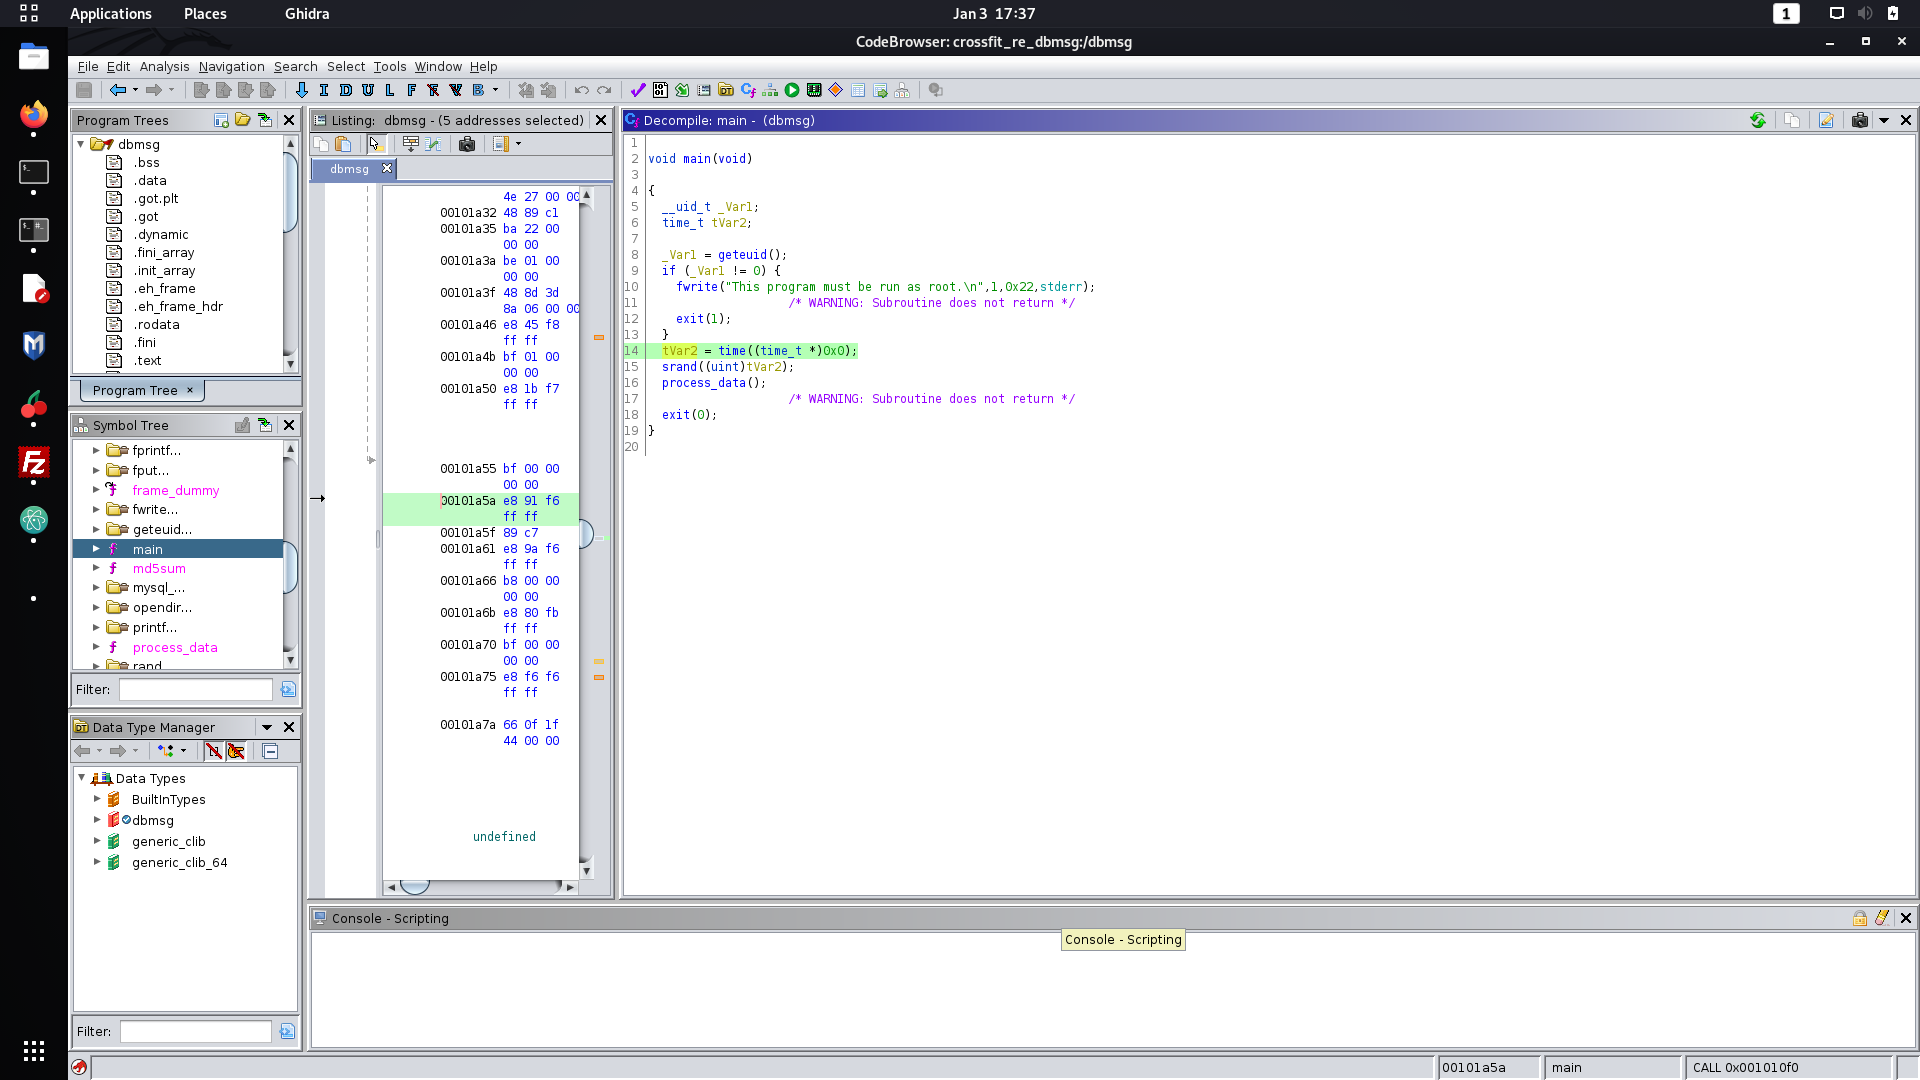 Applications Places Ghidra Jan 3 17:37 1
CodeBrowser: crossfit_re_dbmsg:/dbmsg
File Edit Analysis Navigation Search Select Tools Window Help
I D U L F B
Program Trees
dbmsg
.bss
.data
.got.plt
.got
.dynamic
.fini_array
.init_array
.eh_frame
.eh_frame_hdr
.rodata
.fini
.text
Program Tree ×
Symbol Tree
fprintf...
fput...
frame_dummy
fwrite...
geteuid...
main
md5sum
mysql_...
opendir...
printf...
process_data
rand
Filter:
Data Type Manager
Data Types
BuiltInTypes
dbmsg
generic_clib
generic_clib_64
Filter:
Listing: dbmsg - (5 addresses selected)
dbmsg
4e 27 00 00
00101a32 48 89 c1
00101a35 ba 22 00
00 00
00101a3a be 01 00
00 00
00101a3f 48 8d 3d
8a 06 00 00
00101a46 e8 45 f8
ff ff
00101a4b bf 01 00
00 00
00101a50 e8 1b f7
ff ff
00101a55 bf 00 00
00 00
00101a5a e8 91 f6
ff ff
00101a5f 89 c7
00101a61 e8 9a f6
ff ff
00101a66 b8 00 00
00 00
00101a6b e8 80 fb
ff ff
00101a70 bf 00 00
00 00
00101a75 e8 f6 f6
ff ff
00101a7a 66 0f 1f
44 00 00
undefined
Decompile: main - (dbmsg)
1
2 void main(void)
3
4 {
5 __uid_t _Var1;
6 time_t tVar2;
7
8 _Var1 = geteuid();
9 if (_Var1 != 0) {
10 fwrite("This program must be run as root.\n",1,0x22,stderr);
11 /* WARNING: Subroutine does not return */
12 exit(1);
13 }
14 tVar2 = time((time_t *)0x0);
15 srand((uint)tVar2);
16 process_data();
17 /* WARNING: Subroutine does not return */
18 exit(0);
19 }
20
Console - Scripting
Console - Scripting
00101a5a main CALL 0x001010f0